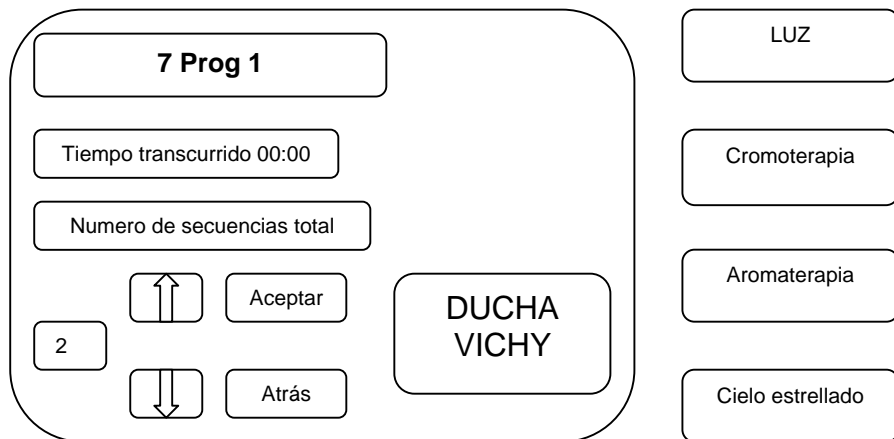 7 Prog 1
Tiempo transcurrido 00:00
Numero de secuencias total
Aceptar
2
Atrás
DUCHA
VICHY
LUZ
Cromoterapia
Aromaterapia
Cielo estrellado